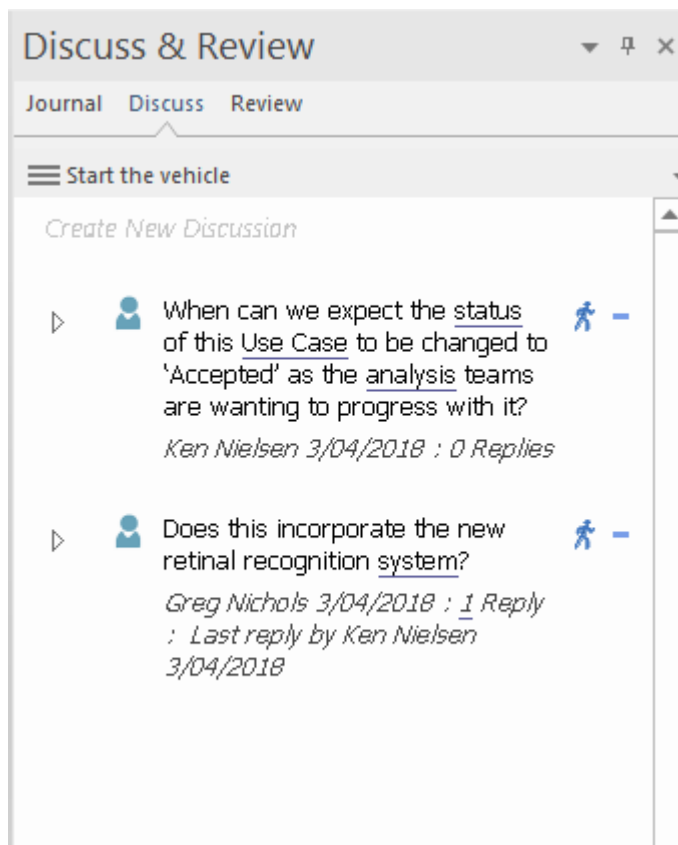 Discuss & Review
Journal Discuss Review
Start the vehicle
Create New Discussion
When can we expect the status
of this Use Case to be changed to
'Accepted' as the analysis teams
are wanting to progress with it?
Ken Nielsen 3/04/2018 : 0 Replies
Does this incorporate the new
retinal recognition system?
Greg Nichols 3/04/2018 : 1 Reply
: Last reply by Ken Nielsen
3/04/2018